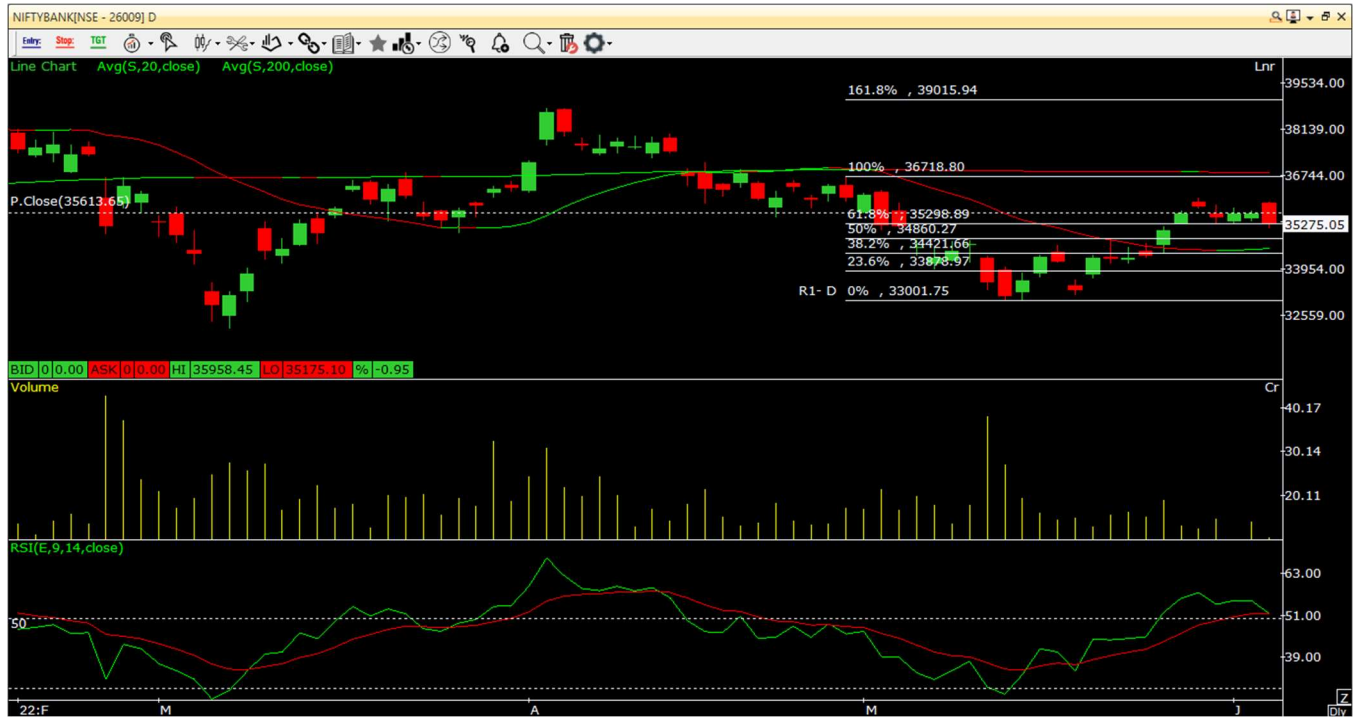 NIFTYBANK[NSE - 26009] D
Entry: Stop: TGT
Line Chart Avg(S,20,close) Avg(S,200,close)
Lnr
39534.00
161.8% , 39015.94
38139.00
100% , 36718.80
36744.00
P.Close(35613.65)
61.8% , 35298.89
35275.05
50% , 34860.27
38.2% , 34421.66
23.6% , 33878.97
33954.00
R1- D 0% , 33001.75
32559.00
BID 0 0.00 ASK 0 0.00 HI 35958.45 LO 35175.10 % -0.95
Volume
Cr
40.17
30.14
20.11
RSI(E,9,14,close)
63.00
50
51.00
39.00
22:F M A M J
Z
Dly